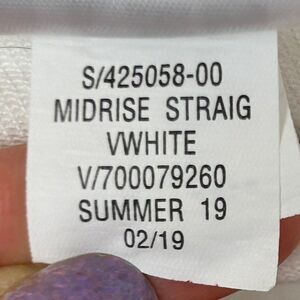 S/425058-00
MIDRISE STRAIG
VWHITE
V/700079260
SUMMER 19
02/19